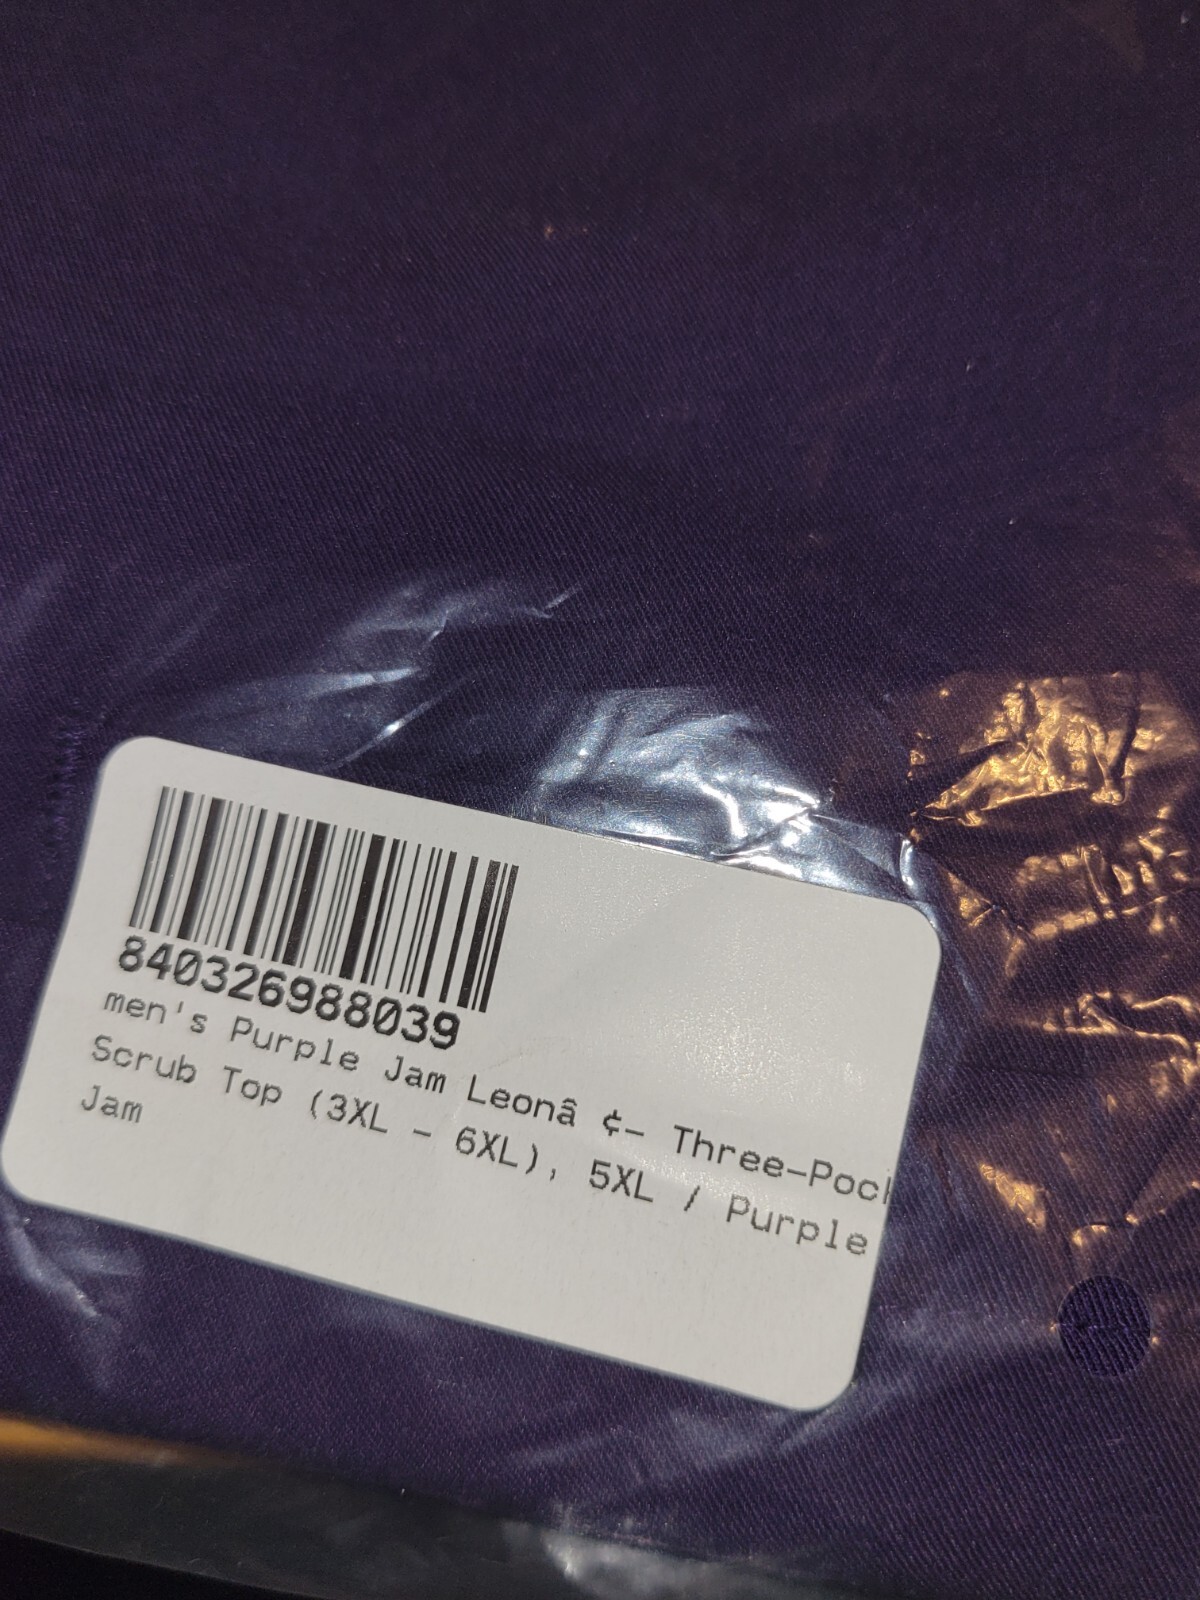 840326988039
men's Purple Jam Leonâ ¢– Three–Pock
Scrub Top (3XL – 6XL), 5XL / Purple
Jam